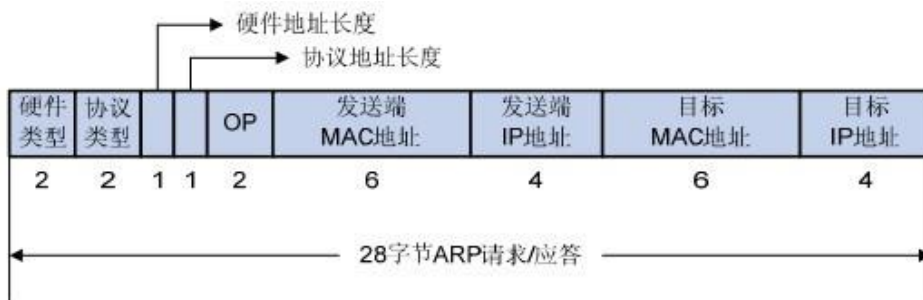 硬件地址长度
协议地址长度
硬件
类型
协议
类型
OP
发送端
MAC地址
发送端
IP地址
目标
MAC地址
目标
IP地址
2 2 1 1 2 6 4 6 4
28字节ARP请求/应答